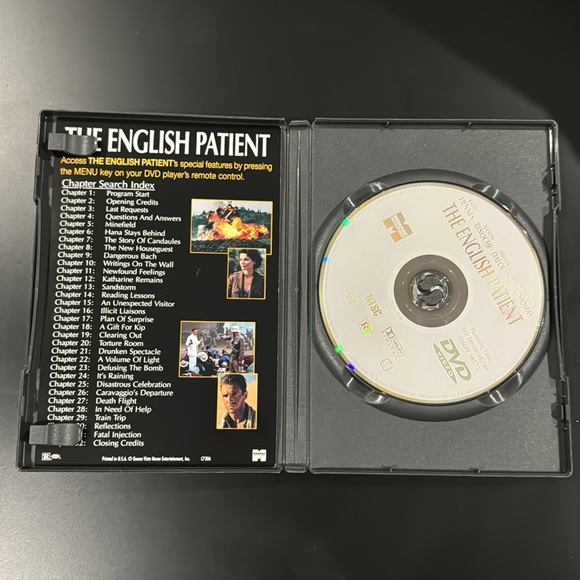 THE ENGLISH PATIENT
Access THE ENGLISH PATIENT's special features by pressing
the MENU key on your DVD player's remote control.
Chapter Search Index
Chapter 1: Program Start
Chapter 2: Opening Credits
Chapter 3: Last Requests
Chapter 4: Questions And Answers
Chapter 5: Minefield
Chapter 6: Hana Stays Behind
Chapter 7: The Story Of Candaules
Chapter 8: The New Houseguest
Chapter 9: Dangerous Bach
Chapter 10: Writings On The Wall
Chapter 11: Newfound Feelings
Chapter 12: Katharine Remains
Chapter 13: Sandstorm
Chapter 14: Reading Lessons
Chapter 15: An Unexpected Visitor
Chapter 16: Illicit Liaisons
Chapter 17: Plan Of Surprise
Chapter 18: A Gift For Kip
Chapter 19: Clearing Out
Chapter 20: Torture Room
Chapter 21: Drunken Spectacle
Chapter 22: A Volume Of Light
Chapter 23: Defusing The Bomb
Chapter 24: It's Raining
Chapter 25: Disastrous Celebration
Chapter 26: Caravaggio's Departure
Chapter 27: Death Flight
Chapter 28: In Need Of Help
Chapter 29: Train Trip
Reflections
Fatal Injection
Closing Credits
Printed in U.S.A. © Buena Vista Home Entertainment, Inc.
THE ENGLISH PATIENT
NTSC
R
DVD
VIDEO